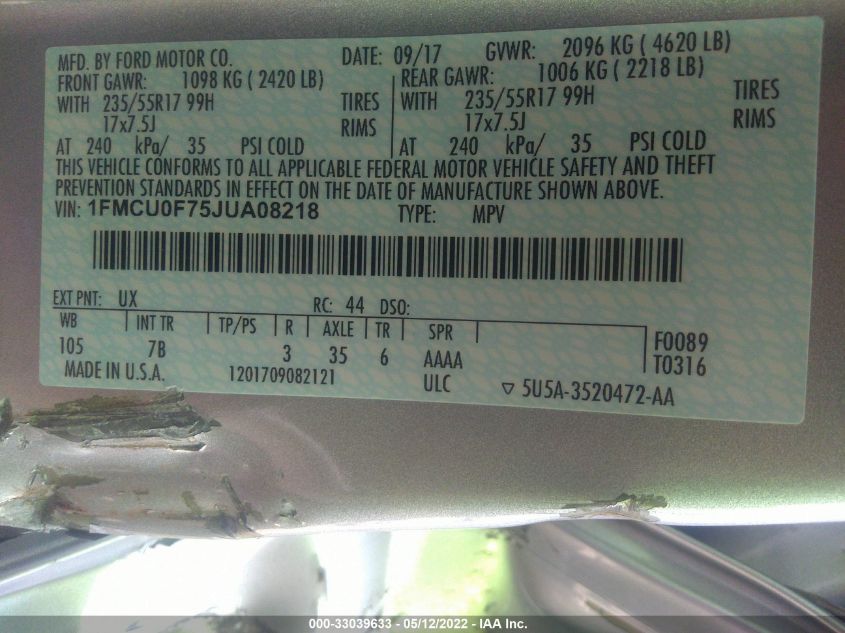 MFD. BY FORD MOTOR CO. DATE: 09/17 GVWR: 2096 KG ( 4620 LB)
FRONT GAWR: 1098 KG ( 2420 LB) REAR GAWR: 1006 KG ( 2218 LB)
WITH 235/55R17 99H TIRES WITH 235/55R17 99H TIRES
17x7.5J RIMS 17x7.5J RIMS
AT 240 kPa/ 35 PSI COLD AT 240 kPa/ 35 PSI COLD
THIS VEHICLE CONFORMS TO ALL APPLICABLE FEDERAL MOTOR VEHICLE SAFETY AND THEFT
PREVENTION STANDARDS IN EFFECT ON THE DATE OF MANUFACTURE SHOWN ABOVE.
VIN: 1FMCU0F75JUA08218 TYPE: MPV
EXT PNT: UX RC: 44 DSO:
WB INT TR TP/PS R AXLE TR SPR F0089
105 7B 3 35 6 AAAA T0316
MADE IN U.S.A. 1201709082121 ULC ▽ 5U5A-3520472-AA
000-33039633 - 05/12/2022 - IAA Inc.